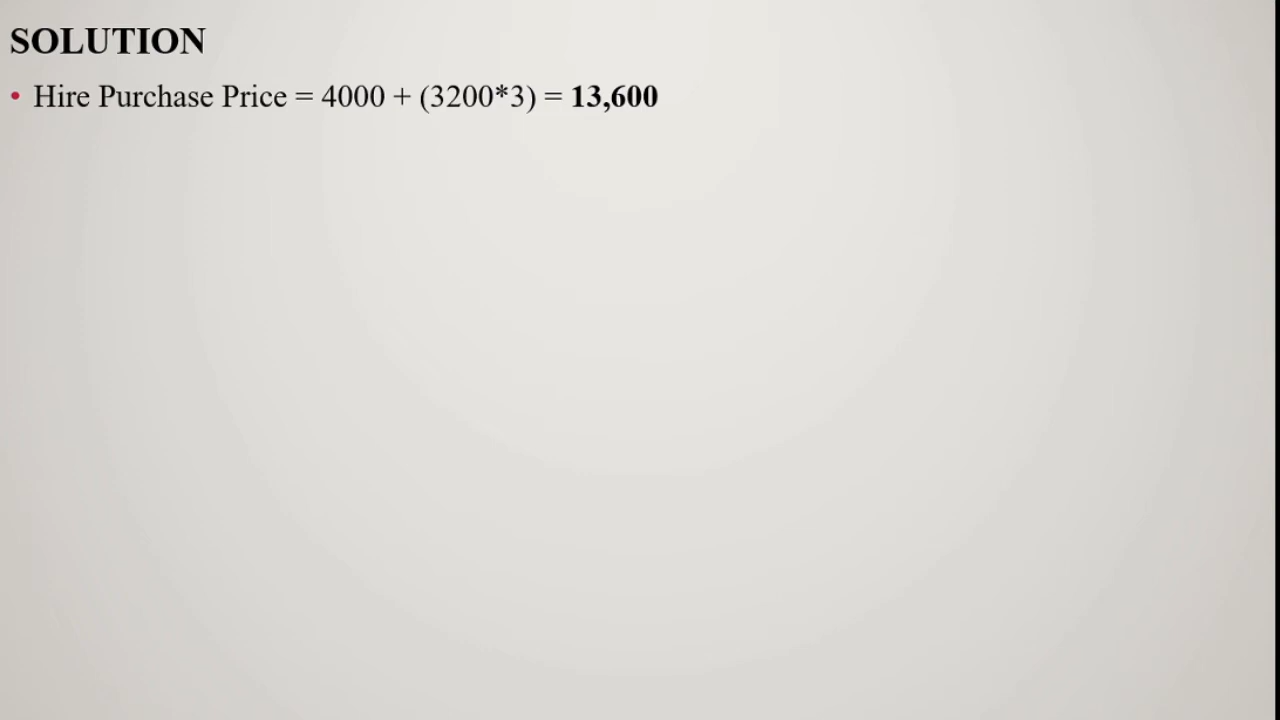 SOLUTION
• Hire Purchase Price = 4000 + (3200*3) = 13,600